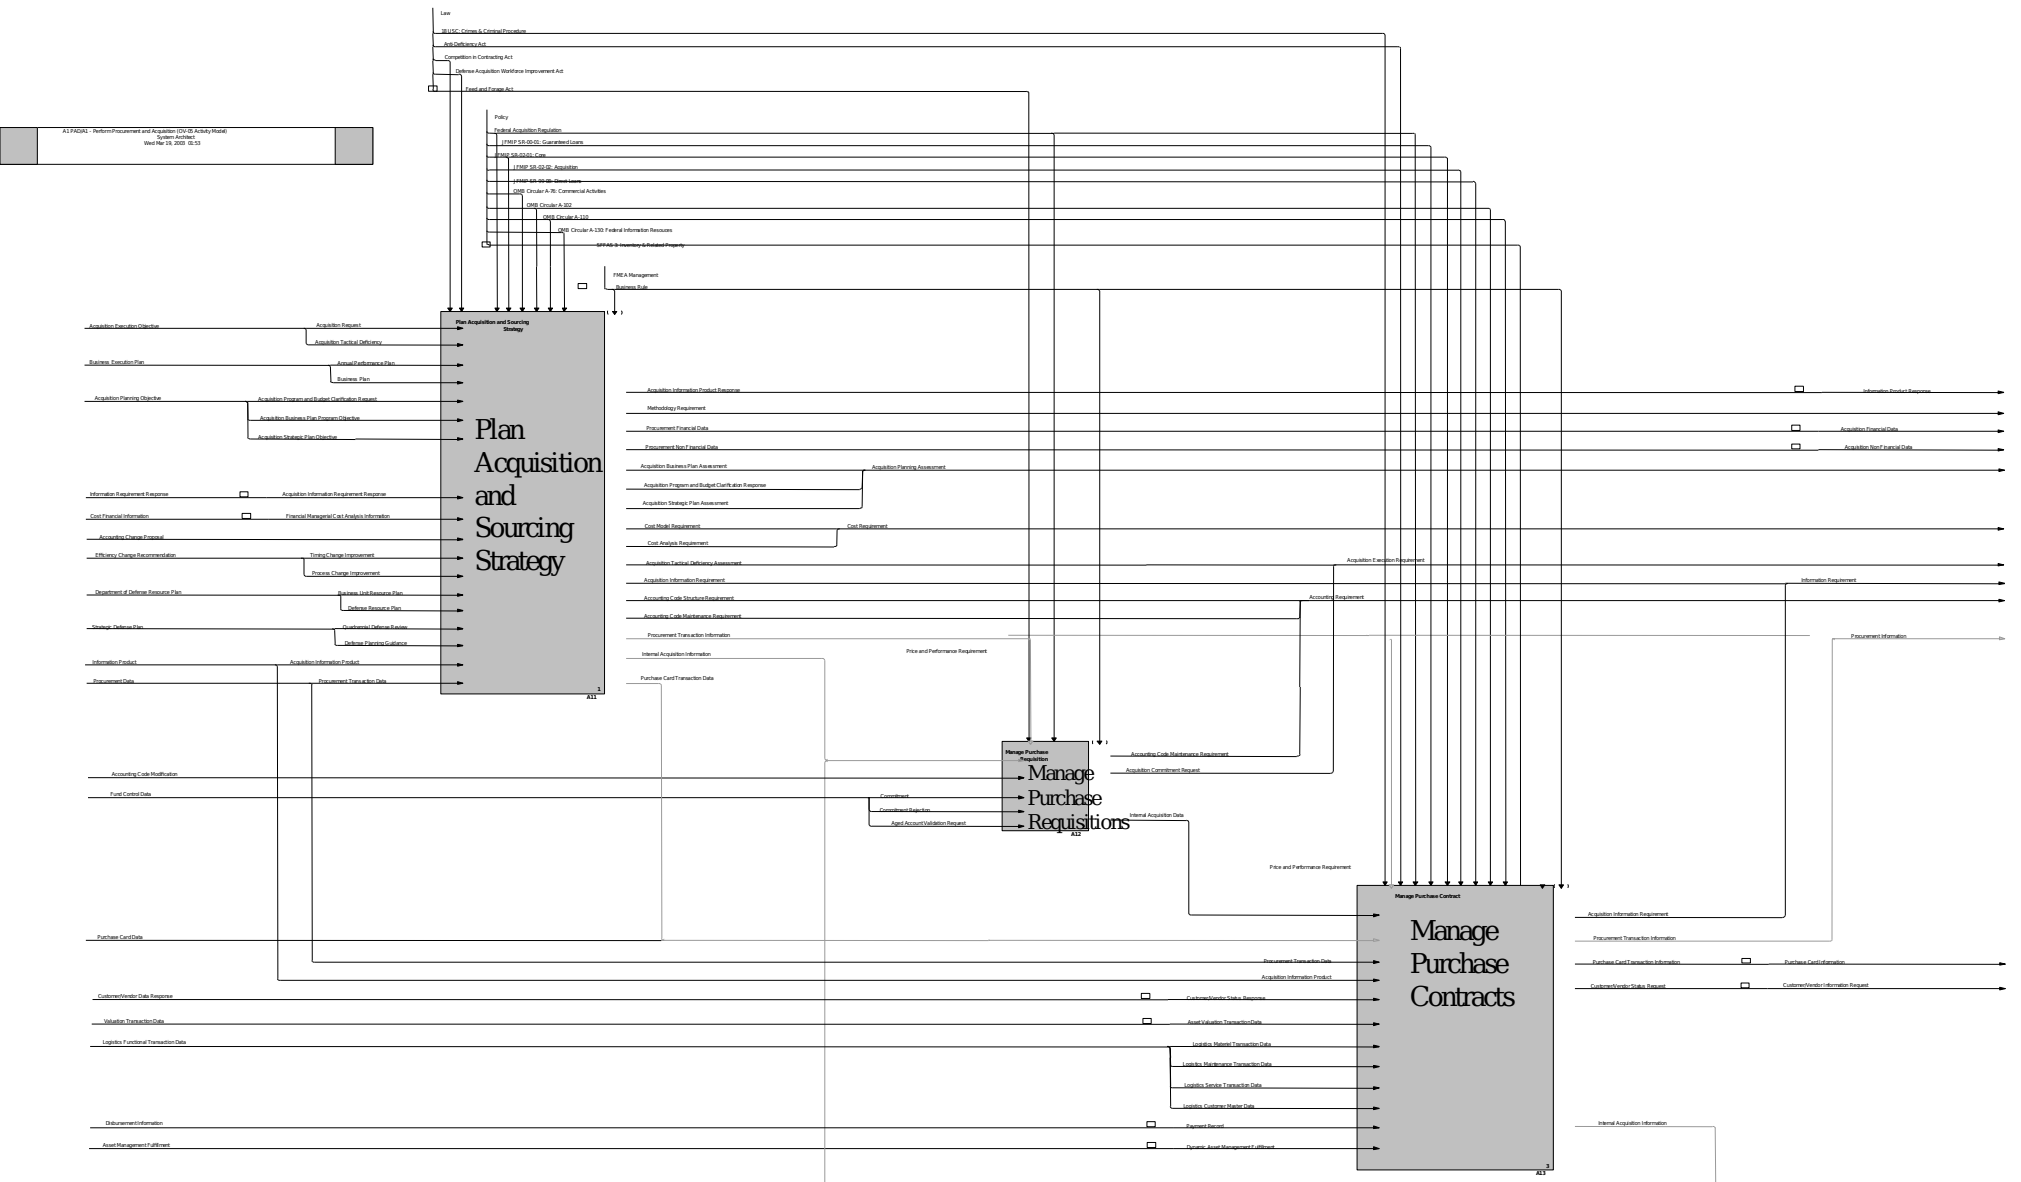 Law
18 USC: Crimes & Criminal Procedure
Anti-Deficiency Act
Competition in Contracting Act
Defense Acquisition Workforce Improvement Act
Feed and Forage Act
Policy
Federal Acquisition Regulation
JFMIP SR-00-01: Guaranteed Loans
JFMIP SR-02-01: Core
JFMIP SR-02-02: Acquisition
OMB Circular A-76: Commercial Activities
OMB Circular A-102
OMB Circular A-110
OMB Circular A-130: Federal Information Resouces
SFFAS 3: Inventory & Related Property
FMEA Management
Business Rule
A1 PAD/A1 - Perform Procurement and Acquisition (OV-05 Activity Model)
System Architect
Wed Mar 19, 2003 01:53
Plan Acquisition and Sourcing
Strategy
Plan
Acquisition
and
Sourcing
Strategy
1
A11
Acquisition Execution Objective
Acquisition Request
Acquisition Tactical Deficiency
Business Execution Plan
Annual Performance Plan
Business Plan
Acquisition Planning Objective
Acquisition Program and Budget Clarification Request
Acquisition Business Plan Program Objective
Acquisition Strategic Plan Objective
Information Requirement Response
Acquisition Information Requirement Response
Cost Financial Information
Financial Managerial Cost Analysis Information
Accounting Change Proposal
Efficiency Change Recommendation
Timing Change Improvement
Process Change Improvement
Department of Defense Resource Plan
Business Unit Resource Plan
Defense Resource Plan
Strategic Defense Plan
Quadrennial Defense Review
Defense Planning Guidance
Information Product
Acquisition Information Product
Procurement Data
Procurement Transaction Data
Acquisition Information Product Response
Information Product Response
Methodology Requirement
Procurement Financial Data
Acquisition Financial Data
Procurement Non Financial Data
Acquisition Non Financial Data
Acquisition Business Plan Assessment
Acquisition Planning Assessment
Acquisition Program and Budget Clarification Response
Acquisition Strategic Plan Assessment
Cost Model Requirement
Cost Requirement
Cost Analysis Requirement
Acquisition Tactical Deficiency Assessment
Acquisition Execution Requirement
Acquisition Information Requirement
Information Requirement
Accounting Code Structure Requirement
Accounting Requirement
Accounting Code Maintenance Requirement
Procurement Transaction Information
Procurement Information
Internal Acquisition Information
Price and Performance Requirement
Purchase Card Transaction Data
Manage Purchase
Requisition
Manage
Purchase
Requisitions
A12
Accounting Code Modification
Fund Control Data
Commitment
Commitment Rejection
Aged Account Validation Request
Accounting Code Maintenance Requirement
Acquisition Commitment Request
Internal Acquisition Data
Price and Performance Requirement
Manage Purchase Contract
Manage
Purchase
Contracts
3
A13
Purchase Card Data
Procurement Transaction Data
Acquisition Information Product
Customer/Vendor Data Response
Customer/Vendor Status Response
Valuation Transaction Data
Asset Valuation Transaction Data
Logistics Functional Transaction Data
Logistics Materiel Transaction Data
Logistics Maintenance Transaction Data
Logistics Service Transaction Data
Logistics Customer Master Data
Disbursement Information
Payment Record
Asset Management Fulfillment
Dynamic Asset Management Fulfillment
Acquisition Information Requirement
Procurement Transaction Information
Purchase Card Transaction Information
Purchase Card Information
Customer/Vendor Status Request
Customer/Vendor Information Request
Internal Acquisition Information